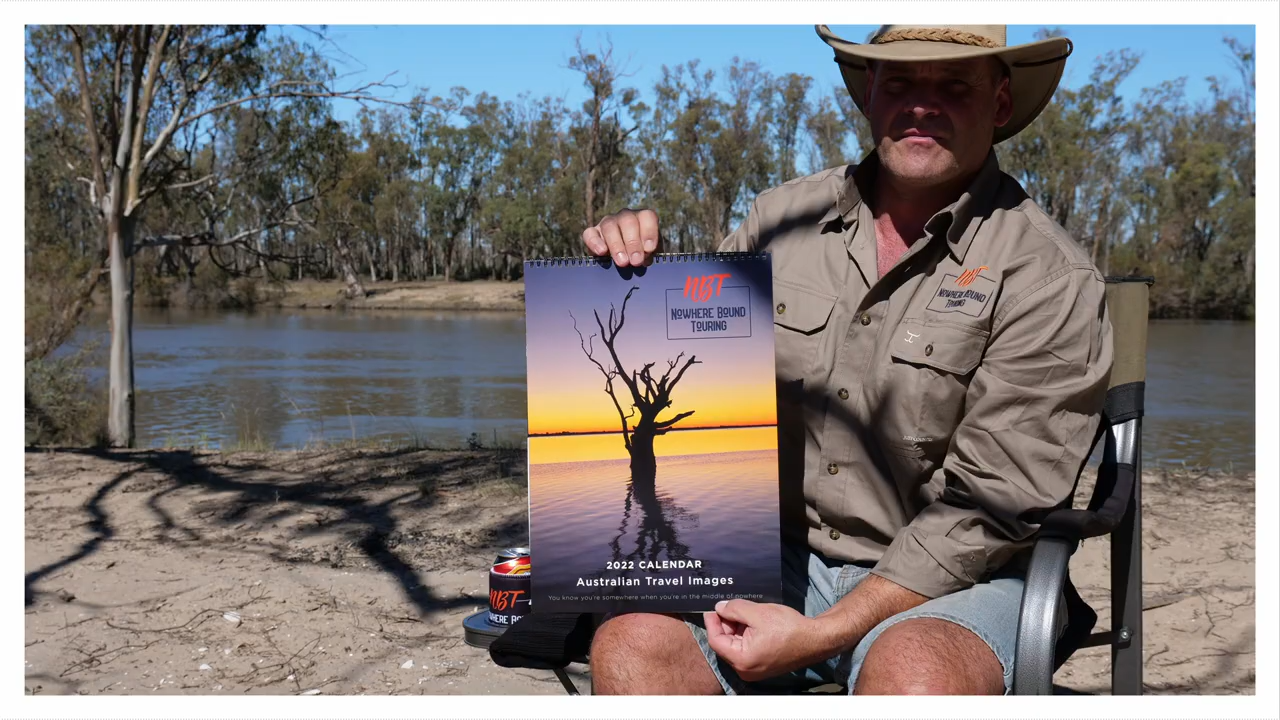 NBT
NOWHERE BOUND
TOURING
NBT
NOWHERE BOUND
TOURING
2022 CALENDAR
Australian Travel Images
You know you're somewhere when you're in the middle of nowhere
NBT